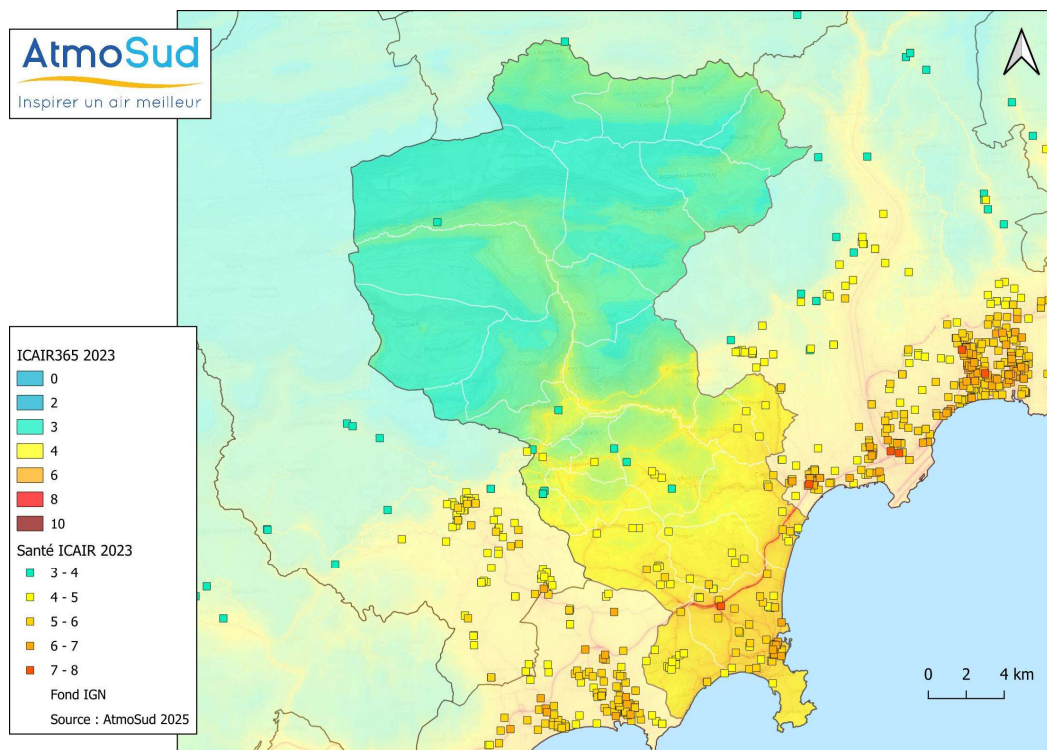 AtmoSud
Inspirer un air meilleur
ICAIR365 2023
0
2
3
4
6
8
10
Santé ICAIR 2023
3 - 4
4 - 5
5 - 6
6 - 7
7 - 8
Fond IGN
Source : AtmoSud 2025
0 2 4 km